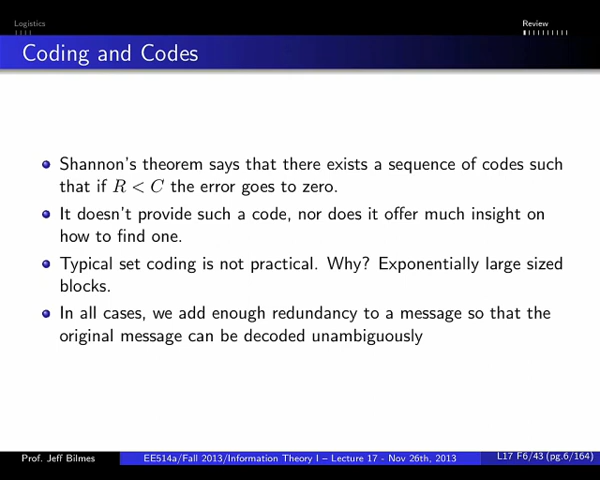 Logistics
Review
Coding and Codes
Shannon's theorem says that there exists a sequence of codes such
that if R < C the error goes to zero.
It doesn't provide such a code, nor does it offer much insight on
how to find one.
Typical set coding is not practical. Why? Exponentially large sized
blocks.
In all cases, we add enough redundancy to a message so that the
original message can be decoded unambiguously
Prof. Jeff Bilmes
EE514a/Fall 2013/Information Theory I – Lecture 17 - Nov 26th, 2013
L17 F6/43 (pg.6/164)